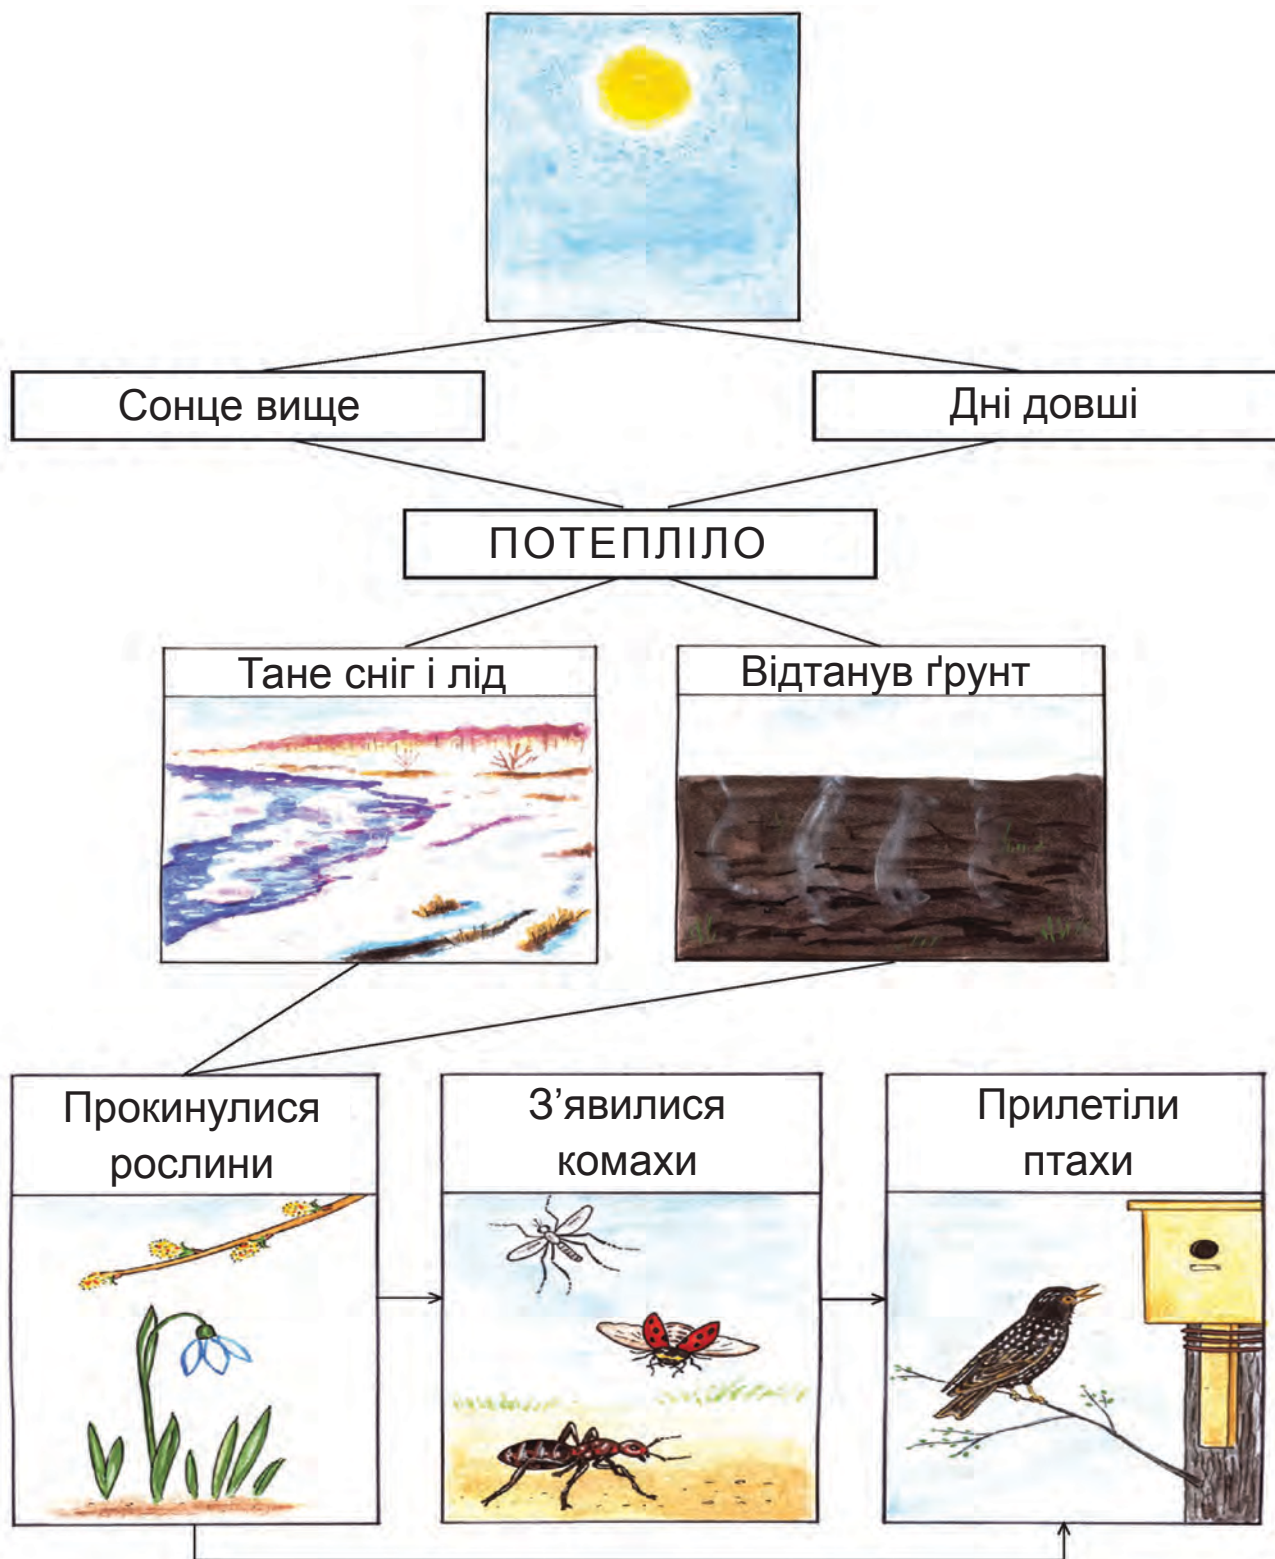 Сонце вище
Дні довші
ПОТЕПЛІЛО
Тане сніг і лід
Відтанув ґрунт
Прокинулися
рослини
З’явилися
комахи
Прилетіли
птахи